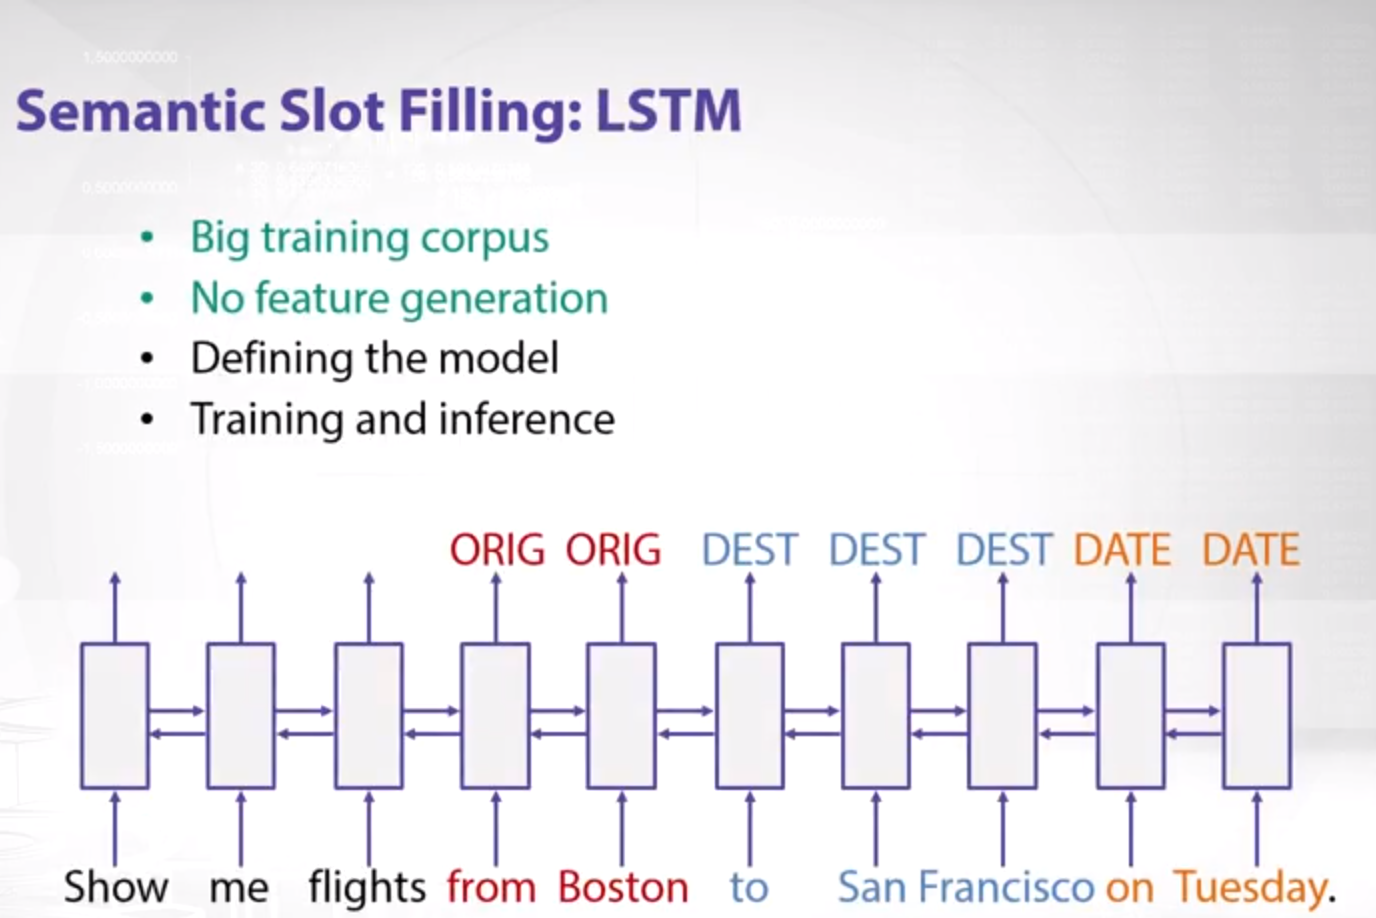 Semantic Slot Filling: LSTM
• Big training corpus
• No feature generation
• Defining the model
• Training and inference
ORIG ORIG DEST DEST DEST DATE DATE
Show me flights from Boston to San Francisco on Tuesday.